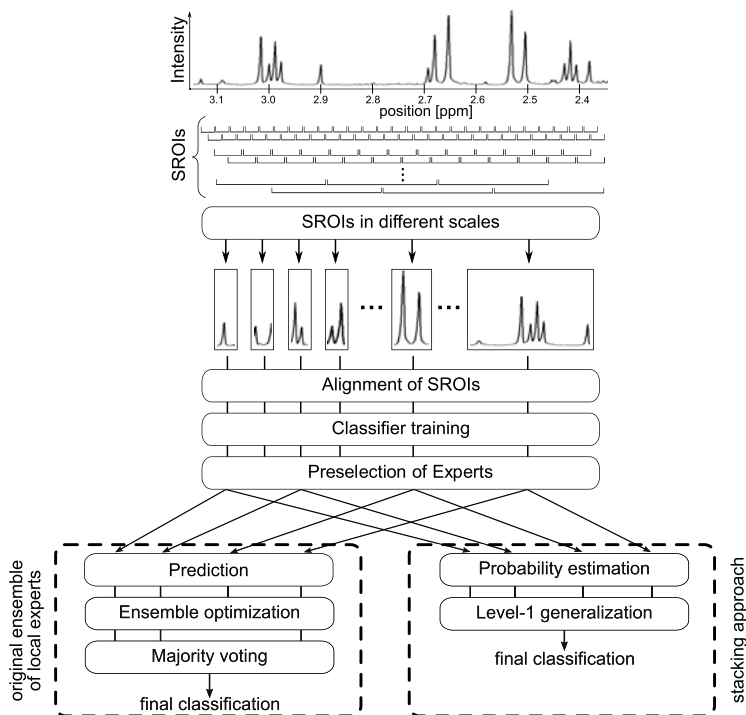 Intensity
3.1 3.0 2.9 2.8 2.7 2.6 2.5 2.4
position [ppm]
SROIs
SROIs in different scales
Alignment of SROIs
Classifier training
Preselection of Experts
original ensemble
of local experts
Prediction
Ensemble optimization
Majority voting
final classification
Probability estimation
Level-1 generalization
final classification
stacking approach